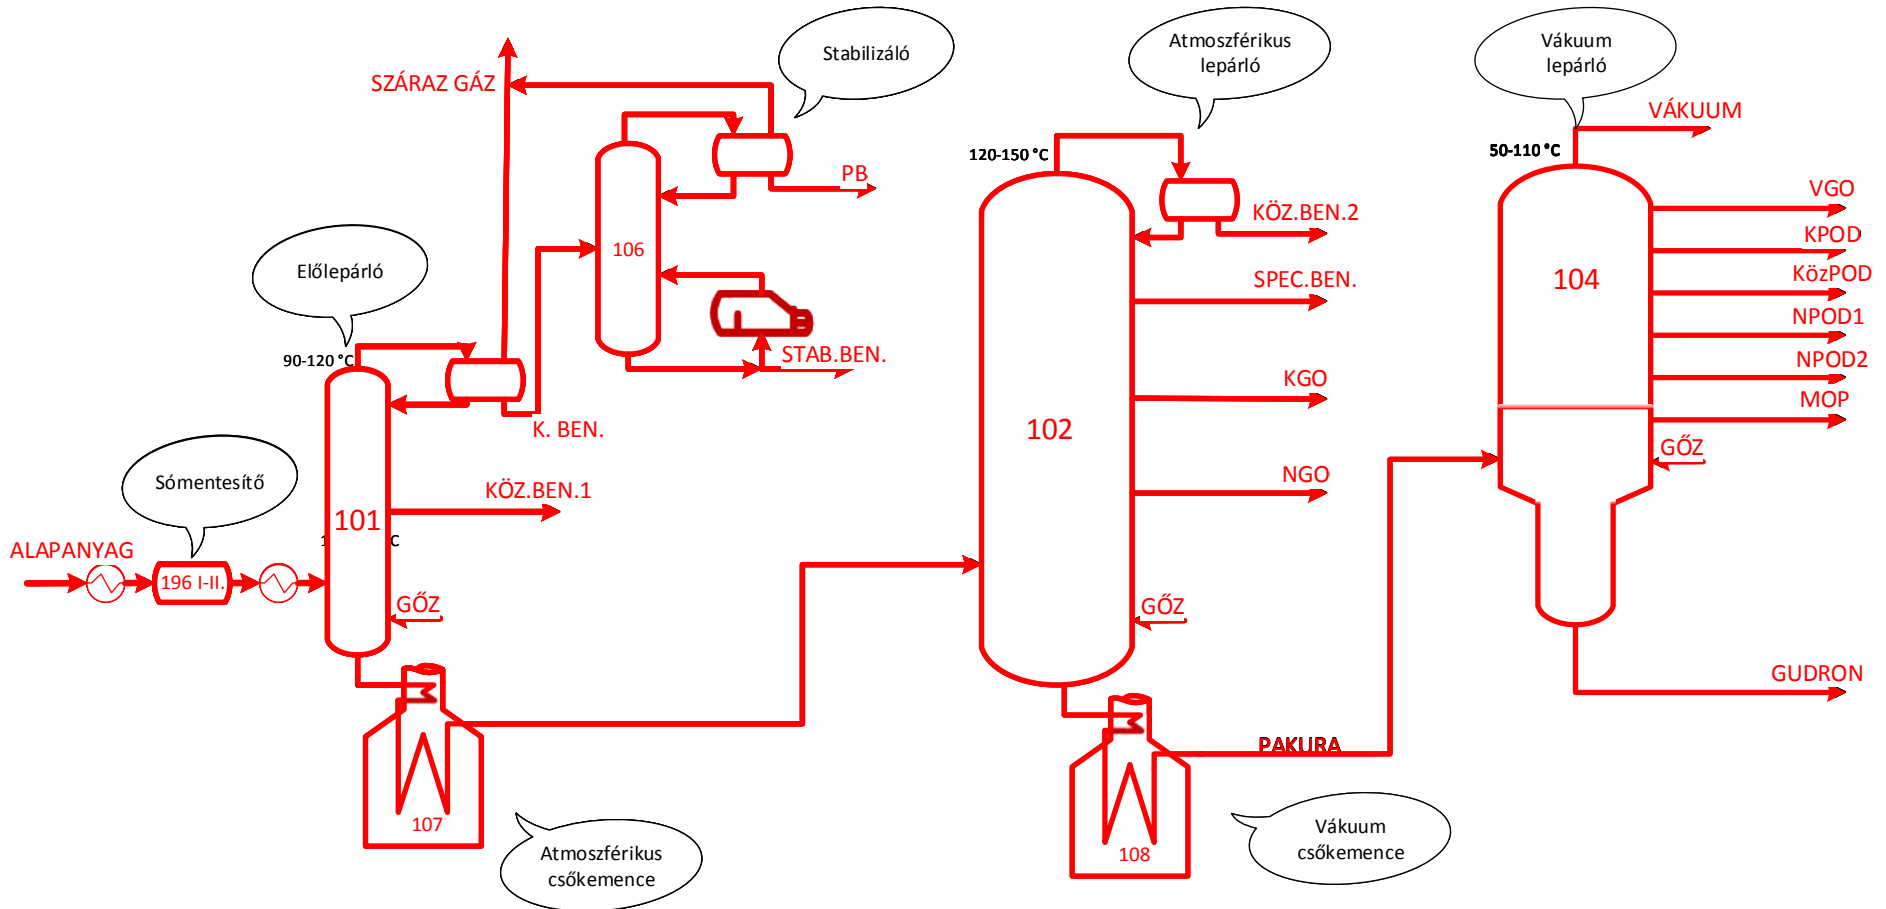 Stabilizáló
Atmoszférikus
lepárló
Vákuum
lepárló
SZÁRAZ GÁZ
VÁKUUM
120-150 °C
50-110 °C
PB
VGO
KÖZ.BEN.2
KPOD
106
104
KözPOD
Előlepárló
SPEC.BEN.
NPOD1
90-120 °C
STAB.BEN.
NPOD2
KGO
MOP
K. BEN.
102
GŐZ
Sómentesítő
KÖZ.BEN.1
NGO
101
C
ALAPANYAG
196 I-II.
GŐZ
GŐZ
GUDRON
PAKURA
107
108
Atmoszférikus
csőkemence
Vákuum
csőkemence